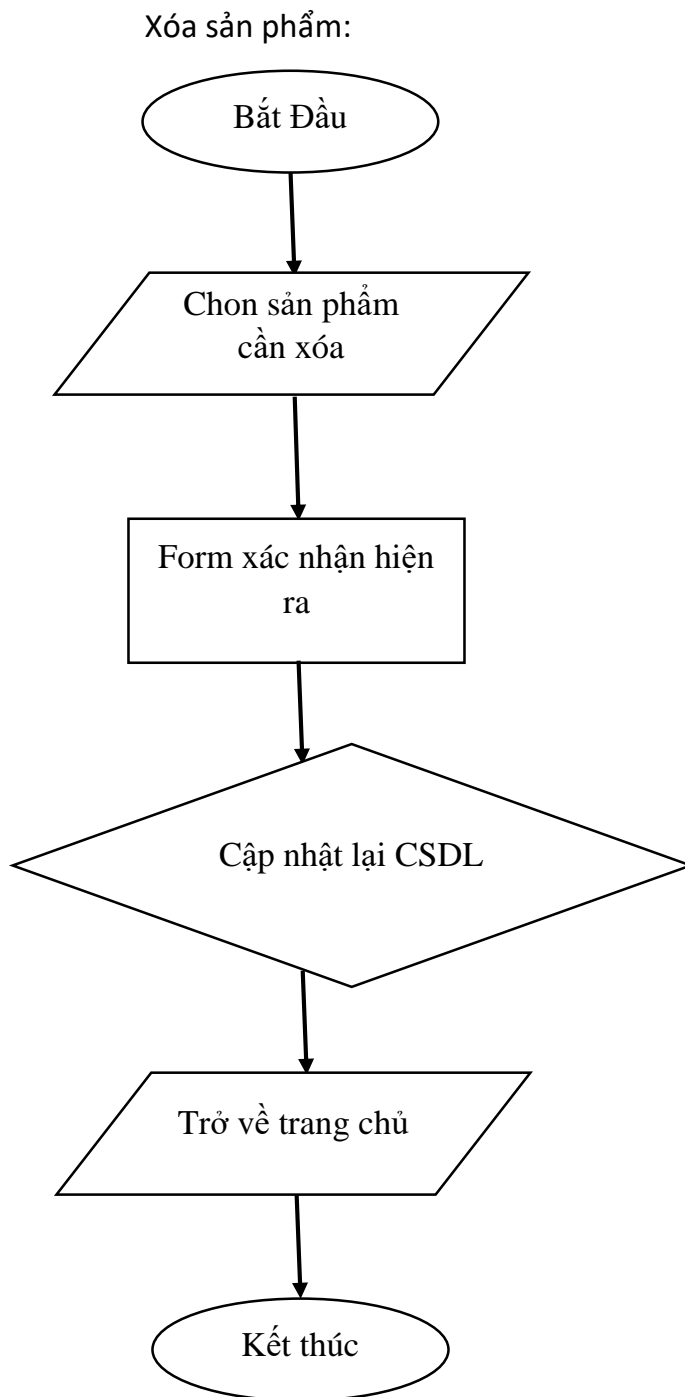 Xóa sản phẩm:
Bắt Đầu
Chon sản phẩm
cần xóa
Form xác nhận hiện
ra
Cập nhật lại CSDL
Trở về trang chủ
Kết thúc